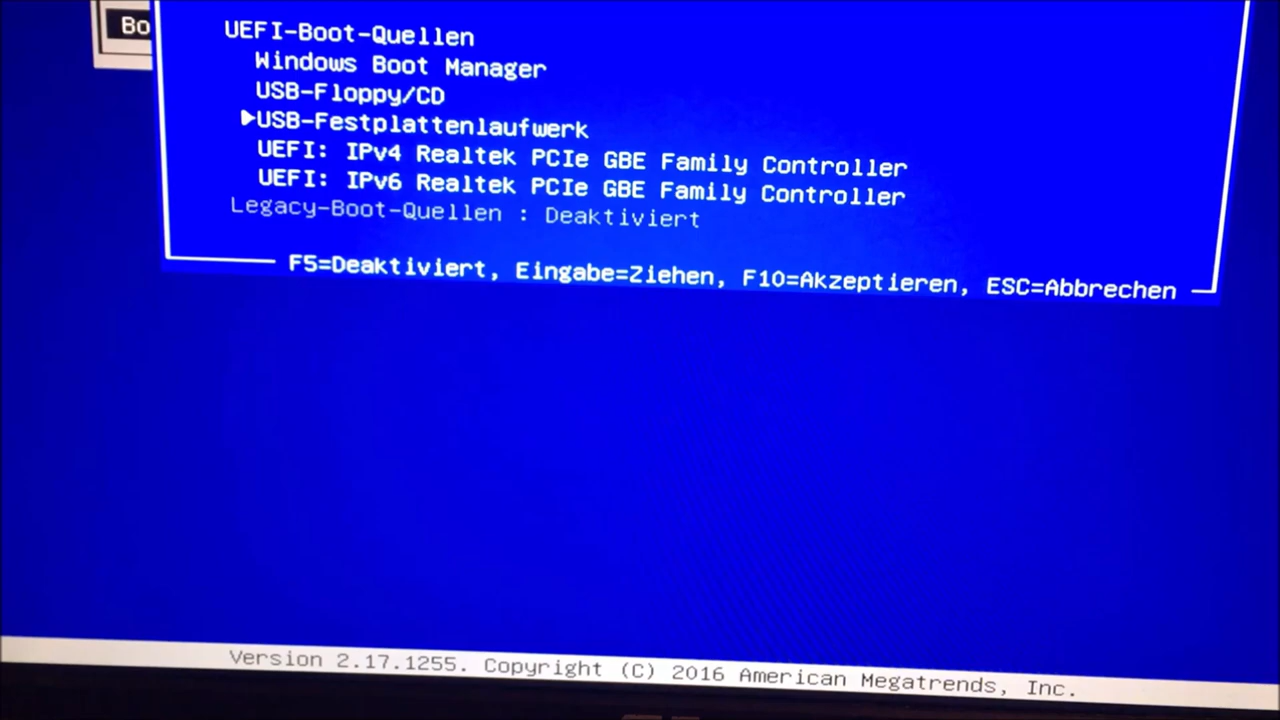 Bo
UEFI-Boot-Quellen
Windows Boot Manager
USB-Floppy/CD
USB-Festplattenlaufwerk
UEFI: IPv4 Realtek PCIe GBE Family Controller
UEFI: IPv6 Realtek PCIe GBE Family Controller
Legacy-Boot-Quellen : Deaktiviert
F5=Deaktiviert, Eingabe=Ziehen, F10=Akzeptieren, ESC=Abbrechen
Version 2.17.1255. Copyright (C) 2016 American Megatrends, Inc.